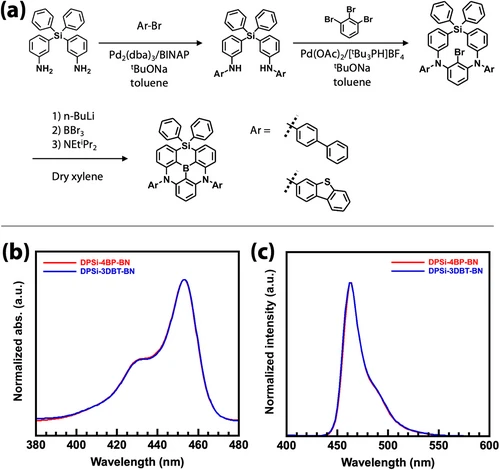 (a)
Si
NH₂ NH₂
Ar-Br
Pd₂(dba)₃/BINAP
ᵗBuONa
toluene
Si
NH HN
Ar Ar
Br Br Br
Pd(OAc)₂/[ᵗBu₃PH]BF₄
ᵗBuONa
toluene
Si
Br
Ar N N Ar
1) n-BuLi
2) BBr₃
3) NEtⁱPr₂
Dry xylene
Si
B
Ar N N Ar
Ar =
S
(b)
DPSi-4BP-BN
DPSi-3DBT-BN
Normalized abs. (a.u.)
380 400 420 440 460 480
Wavelength (nm)
(c)
DPSi-4BP-BN
DPSi-3DBT-BN
Normalized intensity (a.u.)
400 450 500 550 600
Wavelength (nm)